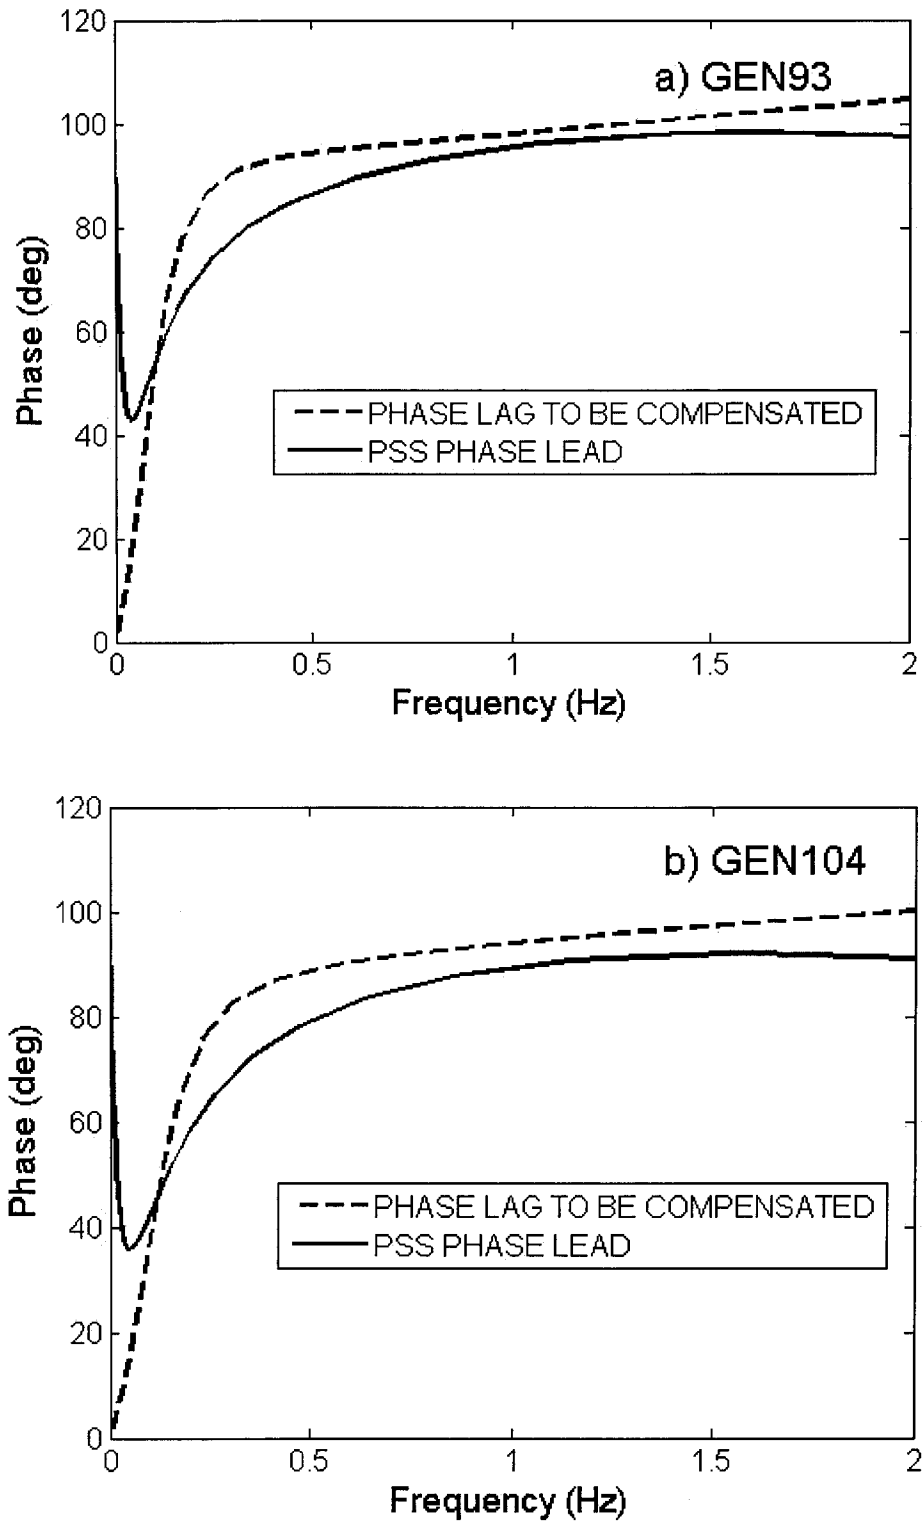 120
a) GEN93
100
80
60
40
20
0
Phase (deg)
PHASE LAG TO BE COMPENSATED
PSS PHASE LEAD
0 0.5 1 1.5 2
Frequency (Hz)
120
b) GEN104
100
80
60
40
20
0
Phase (deg)
PHASE LAG TO BE COMPENSATED
PSS PHASE LEAD
0 0.5 1 1.5 2
Frequency (Hz)